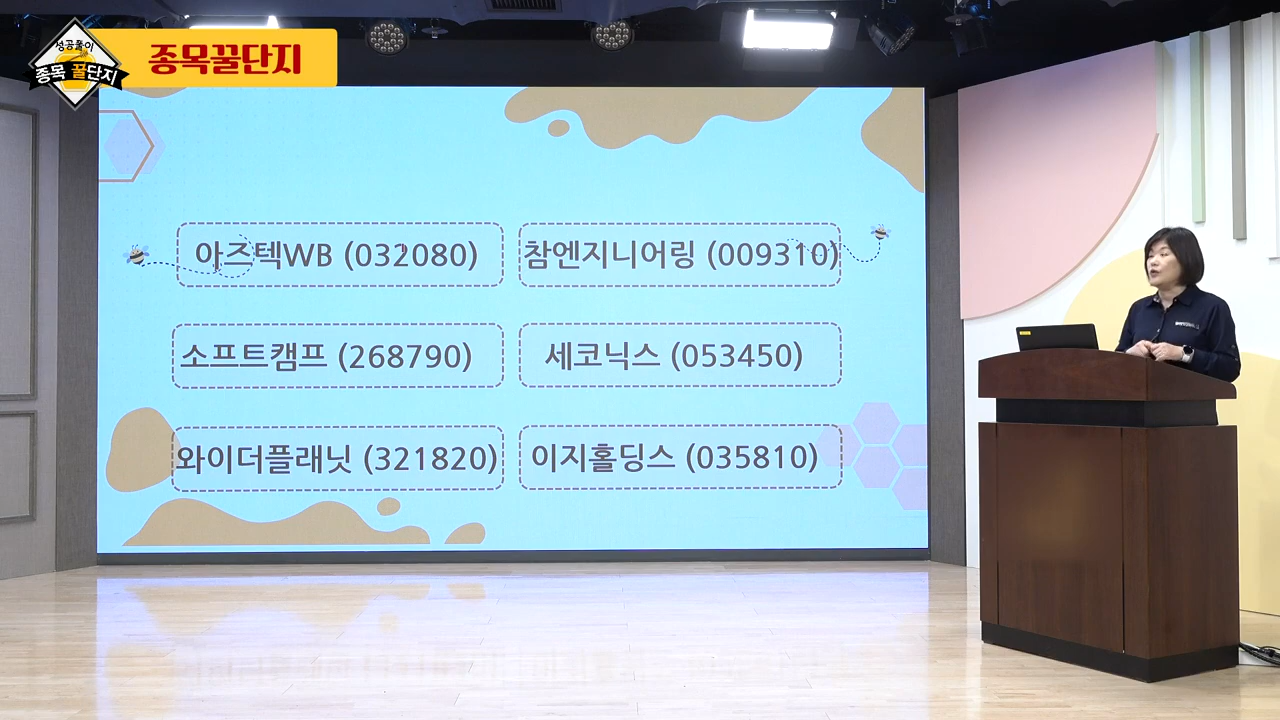 성공풀이
종목 꿀단지
종목꿀단지
아즈텍WB (032080)
참엔지니어링 (009310)
소프트캠프 (268790)
세코닉스 (053450)
와이더플래닛 (321820)
이지홀딩스 (035810)